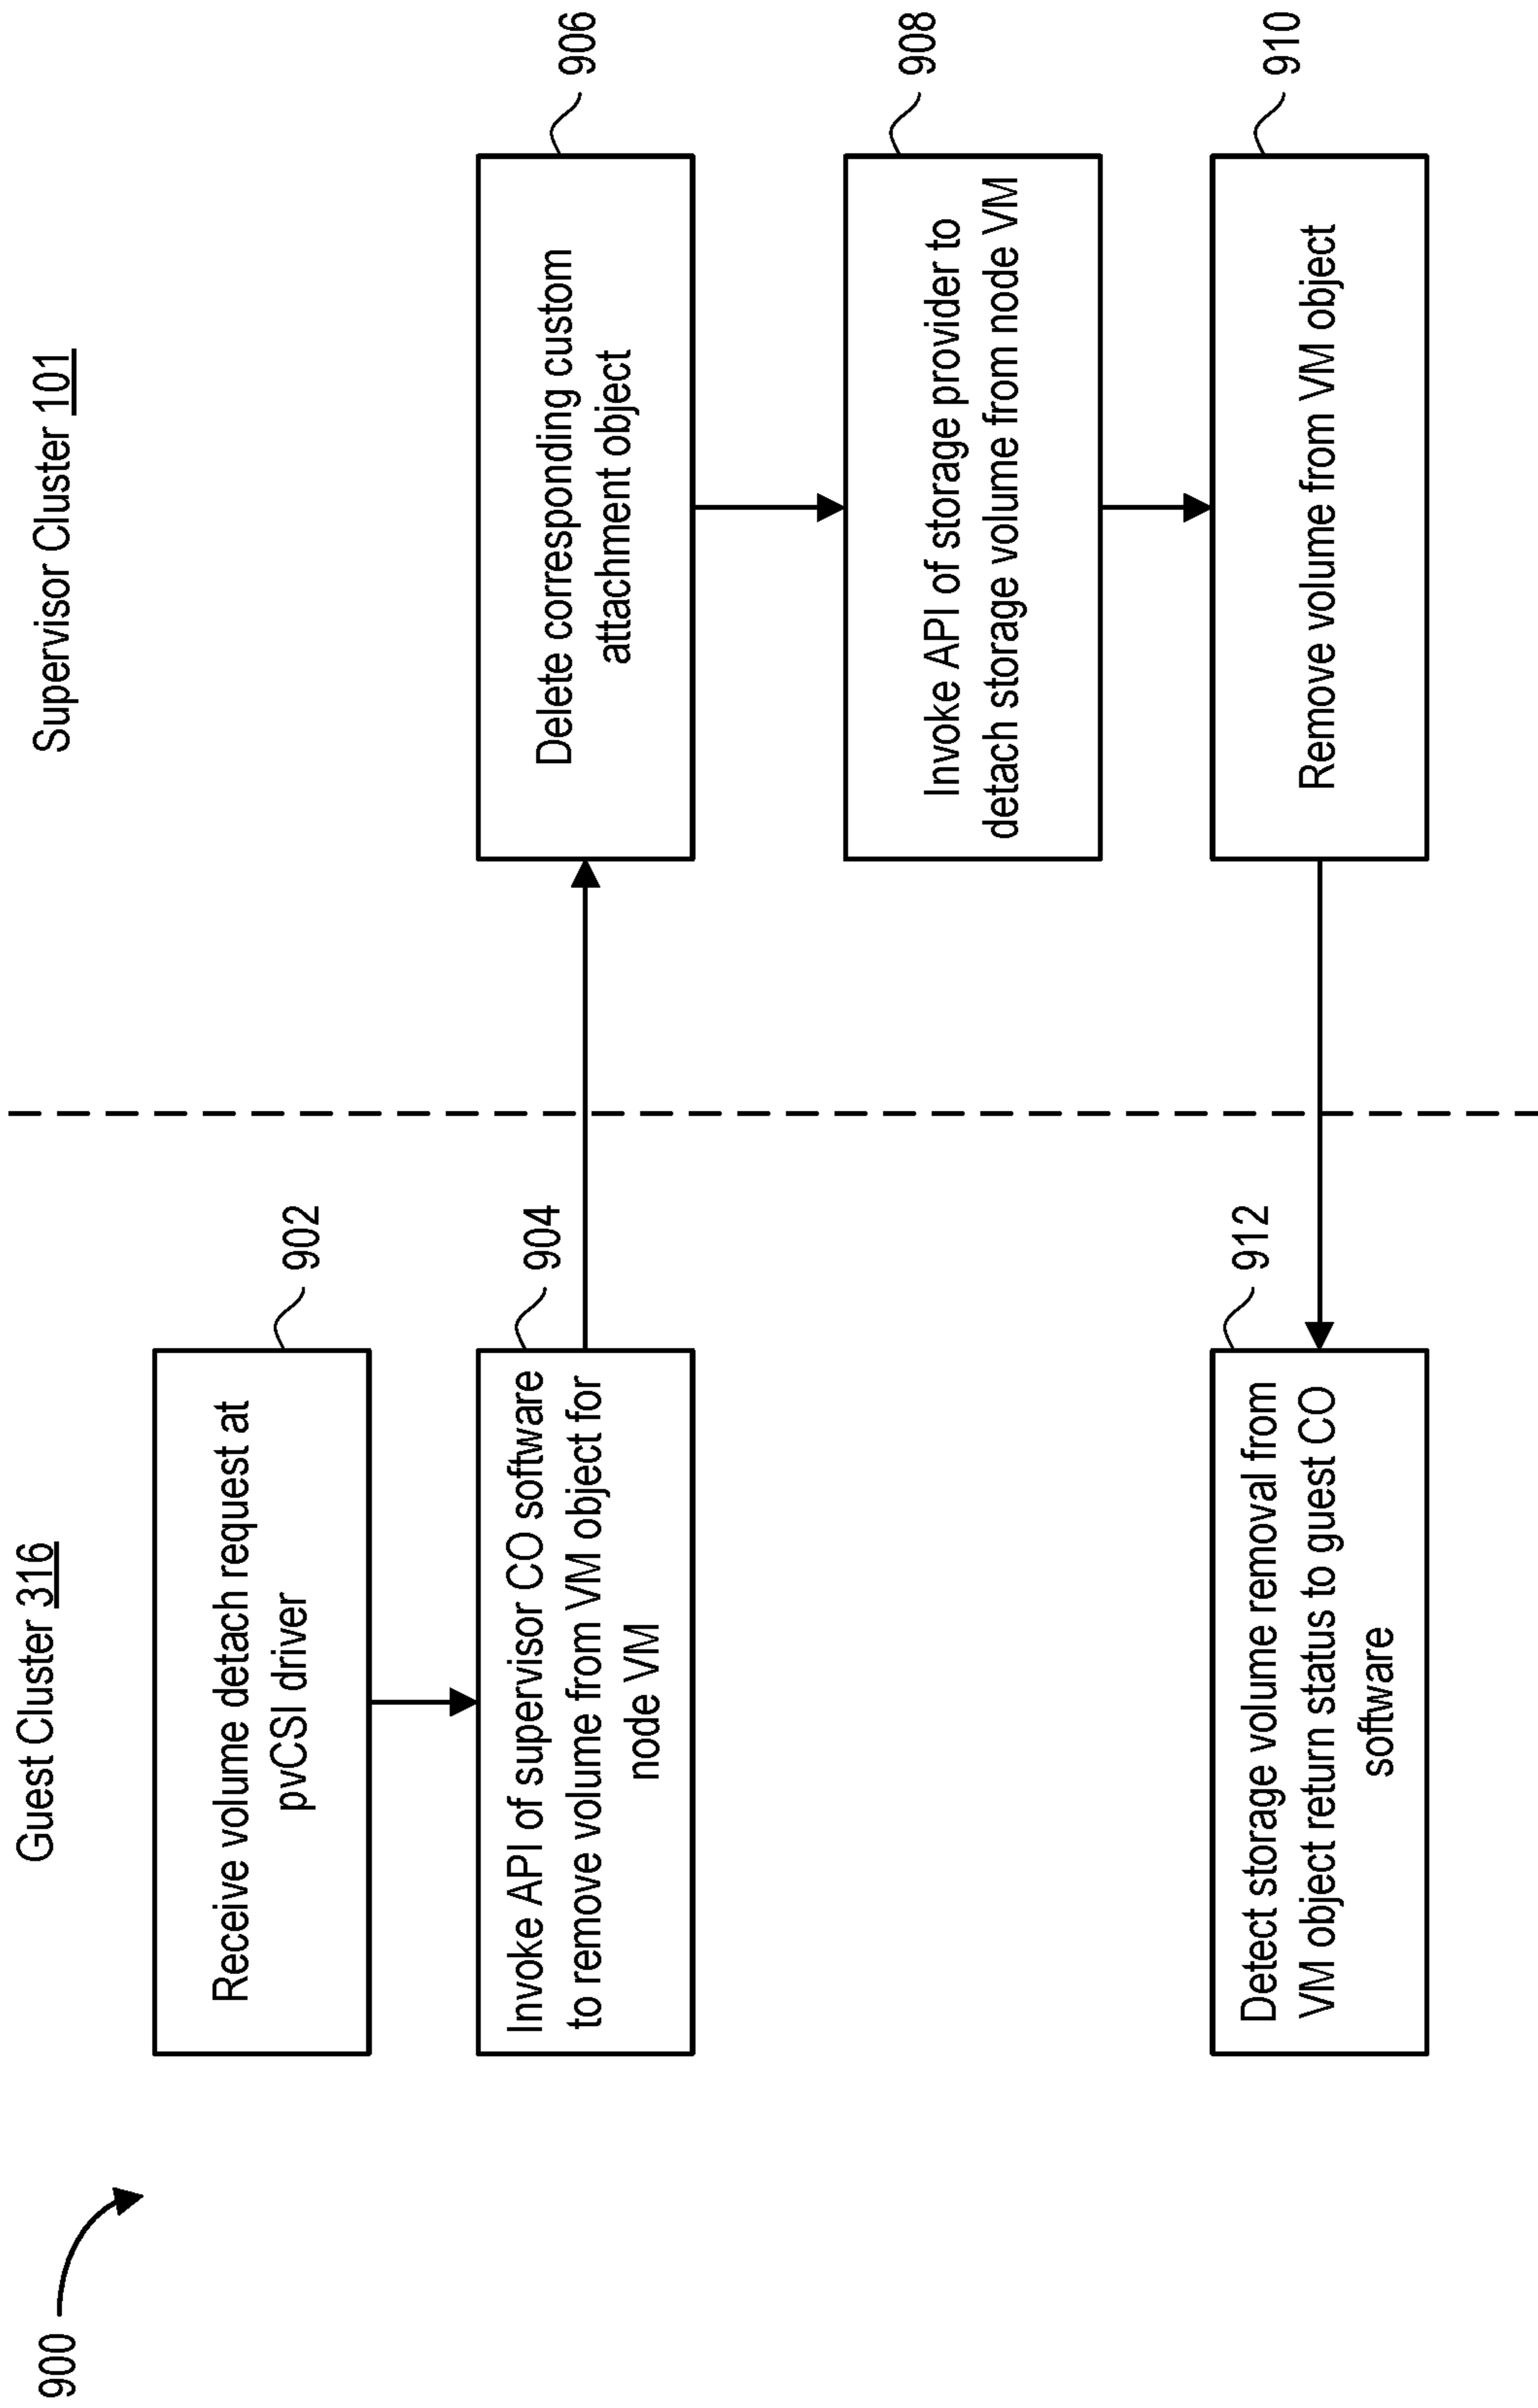 900
Guest Cluster 316
Supervisor Cluster 101
Receive volume detach request at
pvCSI driver
902
Invoke API of supervisor CO software
to remove volume from VM object for
node VM
904
Delete corresponding custom
attachment object
906
Invoke API of storage provider to
detach storage volume from node VM
908
Remove volume from VM object
910
Detect storage volume removal from
VM object return status to guest CO
software
912